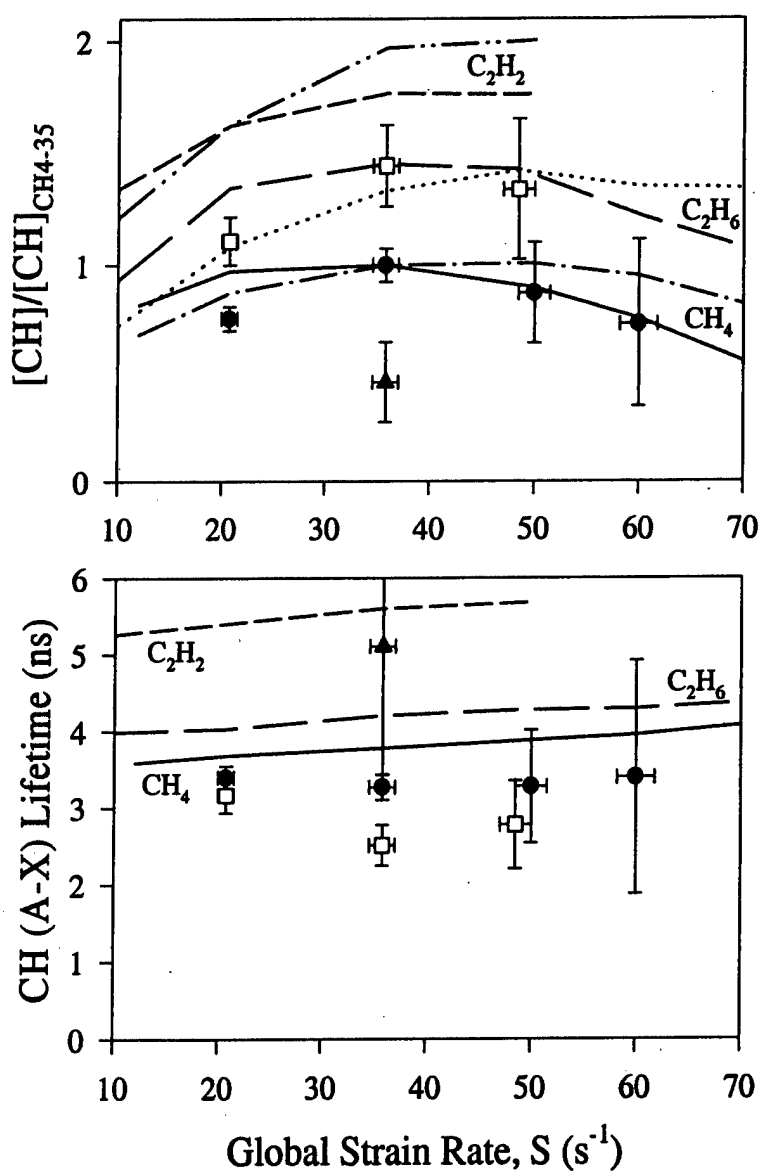 [CH]/[CH]CH4-35
2
1
0
C₂H₂
C₂H₆
CH₄
10 20 30 40 50 60 70
CH (A-X) Lifetime (ns)
6
5
4
3
2
1
0
C₂H₂
C₂H₆
CH₄
10 20 30 40 50 60 70
Global Strain Rate, S (s⁻¹)